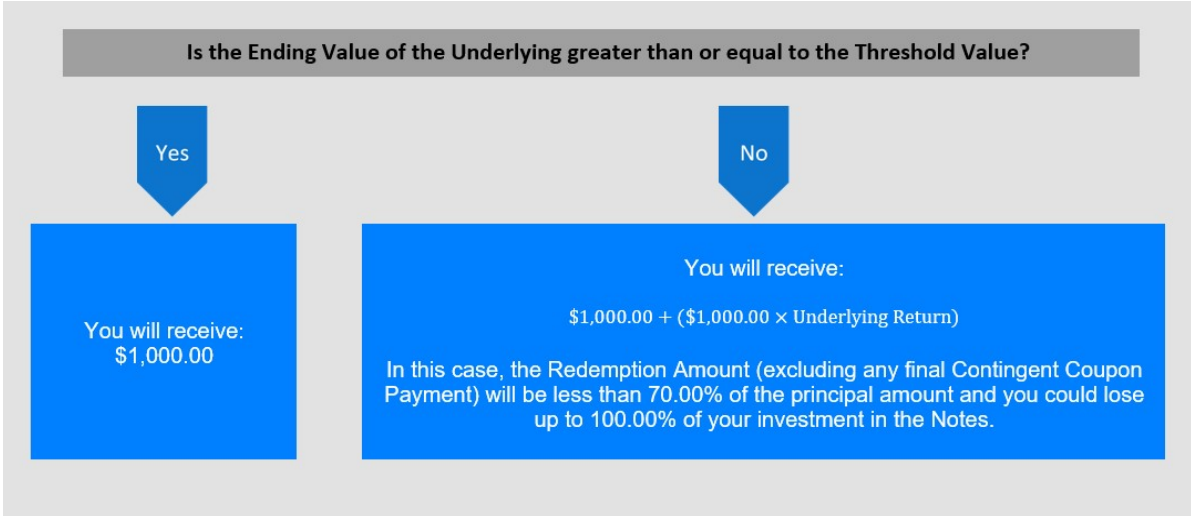 Is the Ending Value of the Underlying greater than or equal to the Threshold Value?
Yes
No
You will receive:
$1,000.00
You will receive:
$1,000.00 + ($1,000.00 × Underlying Return)
In this case, the Redemption Amount (excluding any final Contingent Coupon
Payment) will be less than 70.00% of the principal amount and you could lose
up to 100.00% of your investment in the Notes.